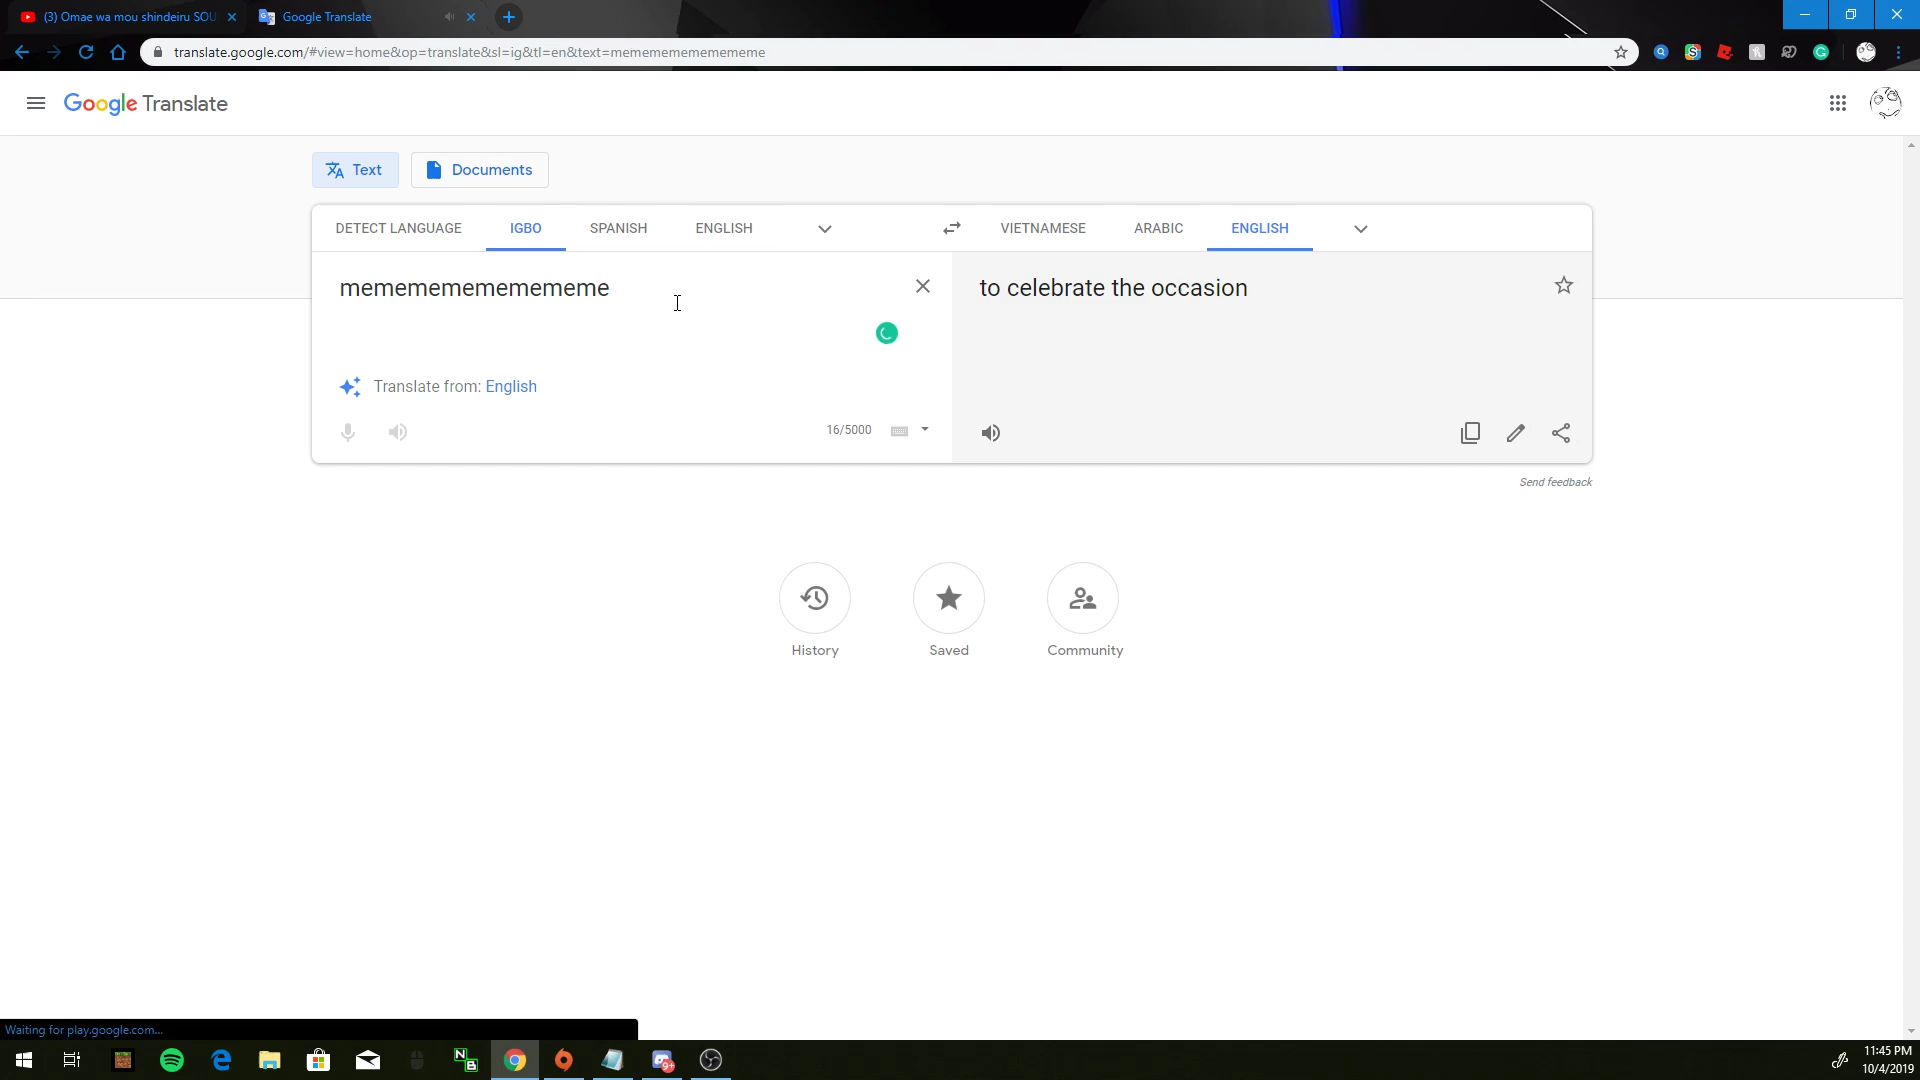 (3) Omae wa mou shindeiru SOU
Google Translate
translate.google.com/#view=home&op=translate&sl=ig&tl=en&text=memememememememe
Google Translate
Text
Documents
DETECT LANGUAGE
IGBO
SPANISH
ENGLISH
VIETNAMESE
ARABIC
ENGLISH
memememememememe
to celebrate the occasion
Translate from: English
16/5000
Send feedback
History
Saved
Community
Waiting for play.google.com...
N
B
9+
11:45 PM
10/4/2019